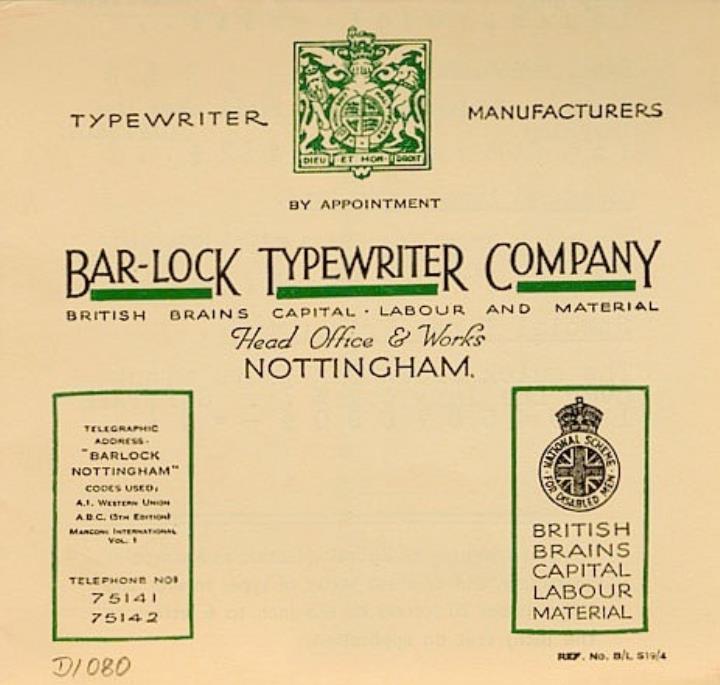 TYPEWRITER
MANUFACTURERS
DIEU ET MON DROIT
BY APPOINTMENT
BAR-LOCK TYPEWRITER COMPANY
BRITISH BRAINS CAPITAL · LABOUR AND MATERIAL
Head Office & Works
NOTTINGHAM.
TELEGRAPHIC
ADDRESS-
"BARLOCK
NOTTINGHAM"
CODES USED;
A.1. WESTERN UNION
A.B.C. (5TH EDITION)
MARCONI INTERNATIONAL
VOL. 1
TELEPHONE NOS
75141
75142
NATIONAL SCHEME
FOR DISABLED MEN
BRITISH
BRAINS
CAPITAL
LABOUR
MATERIAL
D1080
REF. No. B/L S19/4